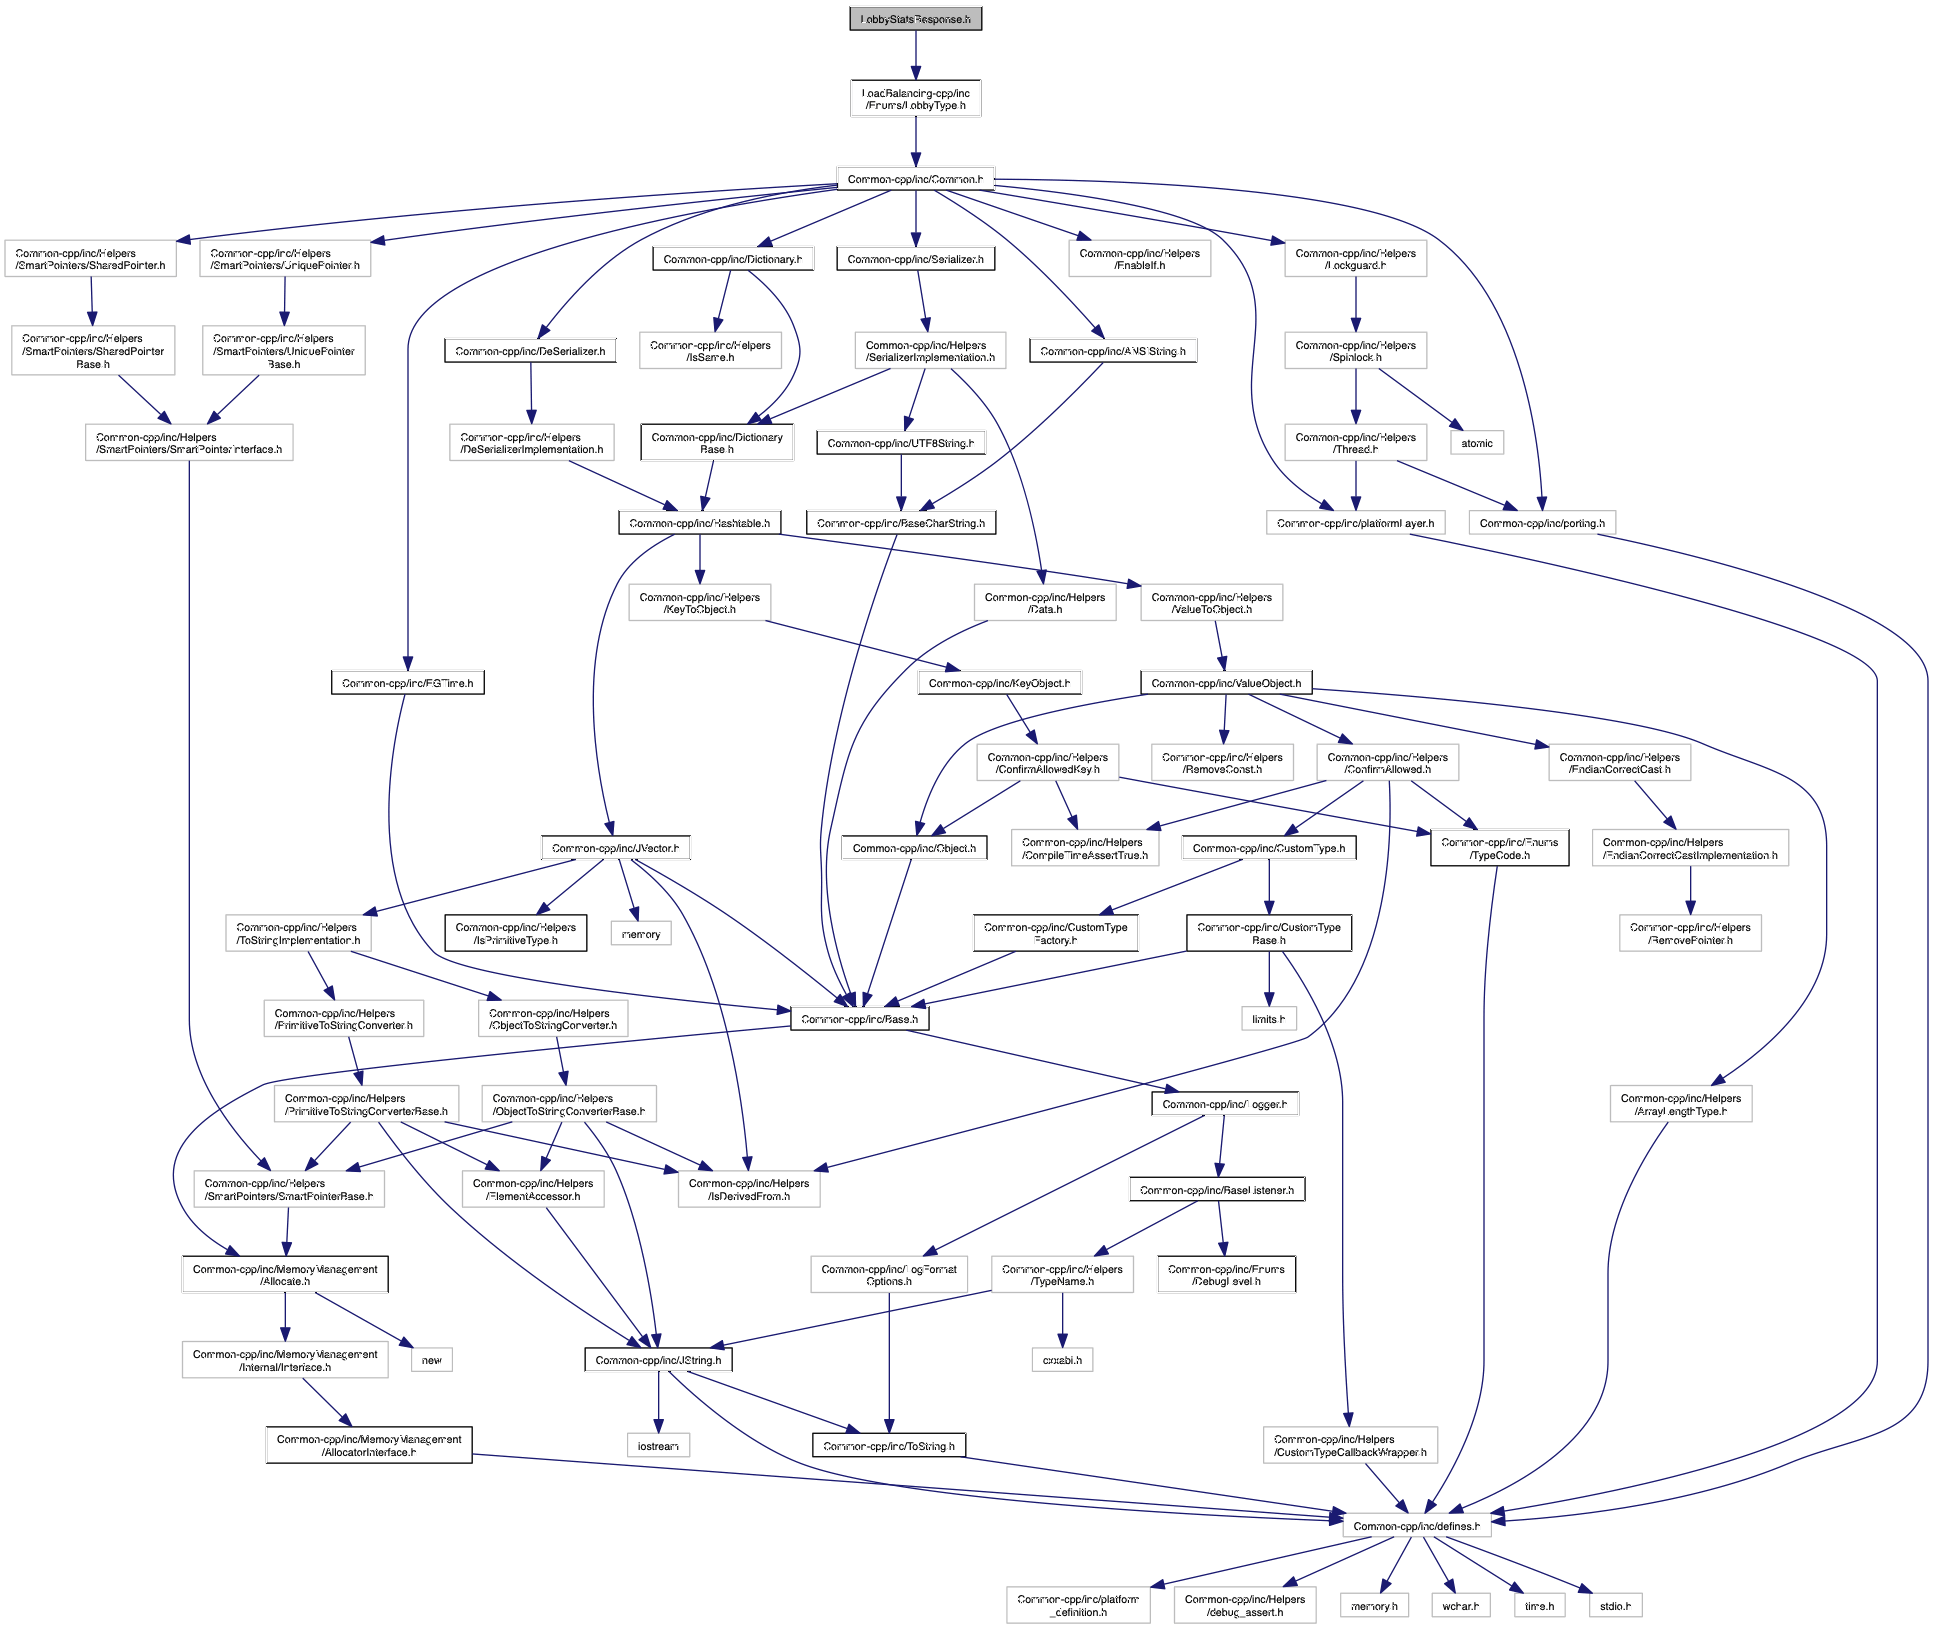 LobbyStatsResponse.h
LoadBalancing-cpp/inc
/Enums/LobbyType.h
Common-cpp/inc/Common.h
Common-cpp/inc/Helpers
/SmartPointers/SharedPointer.h
Common-cpp/inc/Helpers
/SmartPointers/UniquePointer.h
Common-cpp/inc/Dictionary.h
Common-cpp/inc/Serializer.h
Common-cpp/inc/Helpers
/EnableIf.h
Common-cpp/inc/Helpers
/Lockguard.h
Common-cpp/inc/Helpers
/SmartPointers/SharedPointer
Base.h
Common-cpp/inc/Helpers
/SmartPointers/UniquePointer
Base.h
Common-cpp/inc/DeSerializer.h
Common-cpp/inc/Helpers
/IsSame.h
Common-cpp/inc/Helpers
/SerializerImplementation.h
Common-cpp/inc/ANSIString.h
Common-cpp/inc/Helpers
/Spinlock.h
Common-cpp/inc/Helpers
/SmartPointers/SmartPointerInterface.h
Common-cpp/inc/Helpers
/DeSerializerImplementation.h
Common-cpp/inc/Dictionary
Base.h
Common-cpp/inc/UTF8String.h
Common-cpp/inc/Helpers
/Thread.h
atomic
Common-cpp/inc/Hashtable.h
Common-cpp/inc/BaseCharString.h
Common-cpp/inc/platformLayer.h
Common-cpp/inc/porting.h
Common-cpp/inc/Helpers
/KeyToObject.h
Common-cpp/inc/Helpers
/Data.h
Common-cpp/inc/Helpers
/ValueToObject.h
Common-cpp/inc/EGTime.h
Common-cpp/inc/KeyObject.h
Common-cpp/inc/ValueObject.h
Common-cpp/inc/Helpers
/ConfirmAllowedKey.h
Common-cpp/inc/Helpers
/RemoveConst.h
Common-cpp/inc/Helpers
/ConfirmAllowed.h
Common-cpp/inc/Helpers
/EndianCorrectCast.h
Common-cpp/inc/JVector.h
Common-cpp/inc/Object.h
Common-cpp/inc/Helpers
/CompileTimeAssertTrue.h
Common-cpp/inc/CustomType.h
Common-cpp/inc/Enums
/TypeCode.h
Common-cpp/inc/Helpers
/EndianCorrectCastImplementation.h
Common-cpp/inc/Helpers
/ToStringImplementation.h
Common-cpp/inc/Helpers
/IsPrimitiveType.h
memory
Common-cpp/inc/CustomType
Factory.h
Common-cpp/inc/CustomType
Base.h
Common-cpp/inc/Helpers
/RemovePointer.h
Common-cpp/inc/Helpers
/PrimitiveToStringConverter.h
Common-cpp/inc/Helpers
/ObjectToStringConverter.h
Common-cpp/inc/Base.h
limits.h
Common-cpp/inc/Helpers
/PrimitiveToStringConverterBase.h
Common-cpp/inc/Helpers
/ObjectToStringConverterBase.h
Common-cpp/inc/Logger.h
Common-cpp/inc/Helpers
/ArrayLengthType.h
Common-cpp/inc/Helpers
/SmartPointers/SmartPointerBase.h
Common-cpp/inc/Helpers
/ElementAccessor.h
Common-cpp/inc/Helpers
/IsDerivedFrom.h
Common-cpp/inc/BaseListener.h
Common-cpp/inc/MemoryManagement
/Allocate.h
Common-cpp/inc/LogFormat
Options.h
Common-cpp/inc/Helpers
/TypeName.h
Common-cpp/inc/Enums
/DebugLevel.h
Common-cpp/inc/MemoryManagement
/Internal/Interface.h
new
Common-cpp/inc/JString.h
cxxabi.h
Common-cpp/inc/MemoryManagement
/AllocatorInterface.h
iostream
Common-cpp/inc/ToString.h
Common-cpp/inc/Helpers
/CustomTypeCallbackWrapper.h
Common-cpp/inc/defines.h
Common-cpp/inc/platform
_definition.h
Common-cpp/inc/Helpers
/debug_assert.h
memory.h
wchar.h
time.h
stdio.h